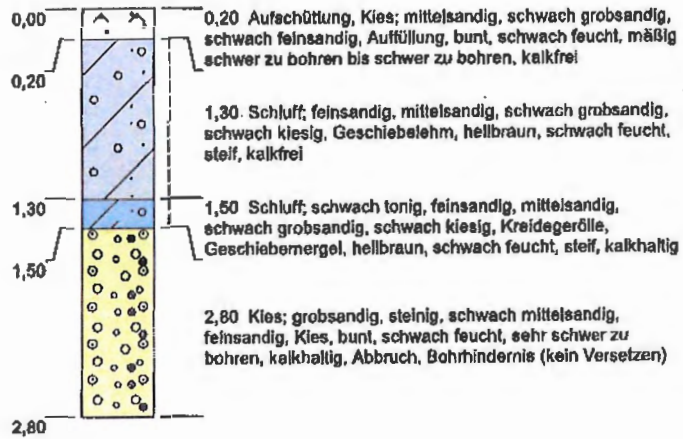 0,00
0,20 Aufschüttung, Kies; mittelsandig, schwach grobsandig,
schwach feinsandig, Auffüllung, bunt, schwach feucht, mäßig
schwer zu bohren bis schwer zu bohren, kalkfrei
0,20
1,30 Schluff; feinsandig, mittelsandig, schwach grobsandig,
schwach kiesig, Geschiebelehm, hellbraun, schwach feucht,
steif, kalkfrei
1,30
1,50 Schluff; schwach tonig, feinsandig, mittelsandig,
schwach grobsandig, schwach kiesig, Kreidegerölle,
Geschiebemergel, hellbraun, schwach feucht, steif, kalkhaltig
1,50
2,80 Kies; grobsandig, steinig, schwach mittelsandig,
feinsandig, Kies, bunt, schwach feucht, sehr schwer zu
bohren, kalkhaltig, Abbruch, Bohrhindernis (kein Versetzen)
2,80